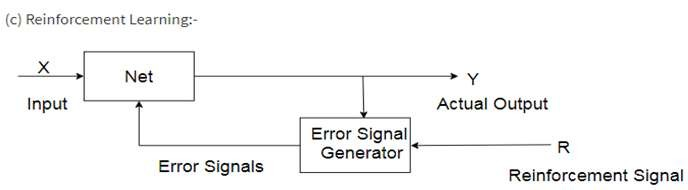 (c) Reinforcement Learning:-
X
Net
Y
Input
Actual Output
Error Signal
Generator
R
Error Signals
Reinforcement Signal